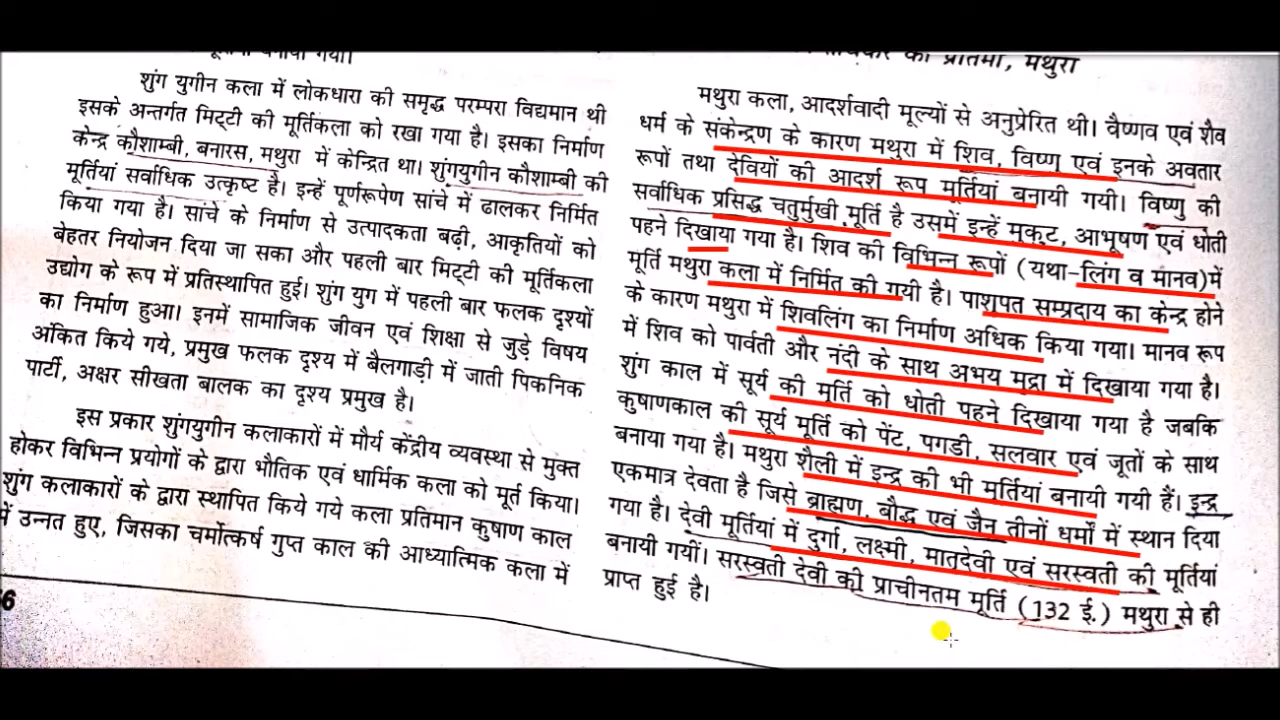 बनाया गया।
शुंग युगीन कला में लोकधारा की समृद्ध परम्परा विद्यमान थी
इसके अन्तर्गत मिट्टी की मूर्तिकला को रखा गया है। इसका निर्माण
केन्द्र कौशाम्बी, बनारस, मथुरा में केन्द्रित था। शुंगयुगीन कौशाम्बी की
मूर्तियां सर्वाधिक उत्कृष्ट है। इन्हें पूर्णरूपेण सांचे में ढालकर निर्मित
किया गया है। सांचे के निर्माण से उत्पादकता बढ़ी, आकृतियों को
बेहतर नियोजन दिया जा सका और पहली बार मिट्टी की मूर्तिकला
उद्योग के रूप में प्रतिस्थापित हुई। शुंग युग में पहली बार फलक दृश्यों
का निर्माण हुआ। इनमें सामाजिक जीवन एवं शिक्षा से जुड़े विषय
अंकित किये गये, प्रमुख फलक दृश्य में बैलगाड़ी में जाती पिकनिक
पार्टी, अक्षर सीखता बालक का दृश्य प्रमुख है।
इस प्रकार शुंगयुगीन कलाकारों में मौर्य केंद्रीय व्यवस्था से मुक्त
होकर विभिन्न प्रयोगों के द्वारा भौतिक एवं धार्मिक कला को मूर्त किया।
शुंग कलाकारों के द्वारा स्थापित किये गये कला प्रतिमान कुषाण काल
में उन्नत हुए, जिसका चर्मोत्कर्ष गुप्त काल की आध्यात्मिक कला में
6
की प्रतिमा, मथुरा
मथुरा कला, आदर्शवादी मूल्यों से अनुप्रेरित थी। वैष्णव एवं शैव
धर्म के संकेन्द्रण के कारण मथुरा में शिव, विष्णु एवं इनके अवतार
रूपों तथा देवियों की आदर्श रूप मूर्तियां बनायी गयी। विष्णु की
सर्वाधिक प्रसिद्ध चतुर्मुखी मूर्ति है उसमें इन्हें मुकुट, आभूषण एवं धोती
पहने दिखाया गया है। शिव की विभिन्न रूपों (यथा-लिंग व मानव)में
मूर्ति मथुरा कला में निर्मित की गयी है। पाशुपत सम्प्रदाय का केन्द्र होने
के कारण मथुरा में शिवलिंग का निर्माण अधिक किया गया। मानव रूप
में शिव को पार्वती और नंदी के साथ अभय मुद्रा में दिखाया गया है।
शुंग काल में सूर्य की मूर्ति को धोती पहने दिखाया गया है जबकि
कुषाणकाल की सूर्य मूर्ति को पेंट, पगडी, सलवार एवं जूतों के साथ
बनाया गया है। मथुरा शैली में इन्द्र की भी मूर्तियां बनायी गयी हैं। इन्द्र
एकमात्र देवता है जिसे ब्राह्मण, बौद्ध एवं जैन तीनों धर्मों में स्थान दिया
गया है। देवी मूर्तियां में दुर्गा, लक्ष्मी, मातृदेवी एवं सरस्वती की मूर्तियां
बनायी गयीं। सरस्वती देवी की प्राचीनतम मूर्ति (132 ई.) मथुरा से ही
प्राप्त हुई है।